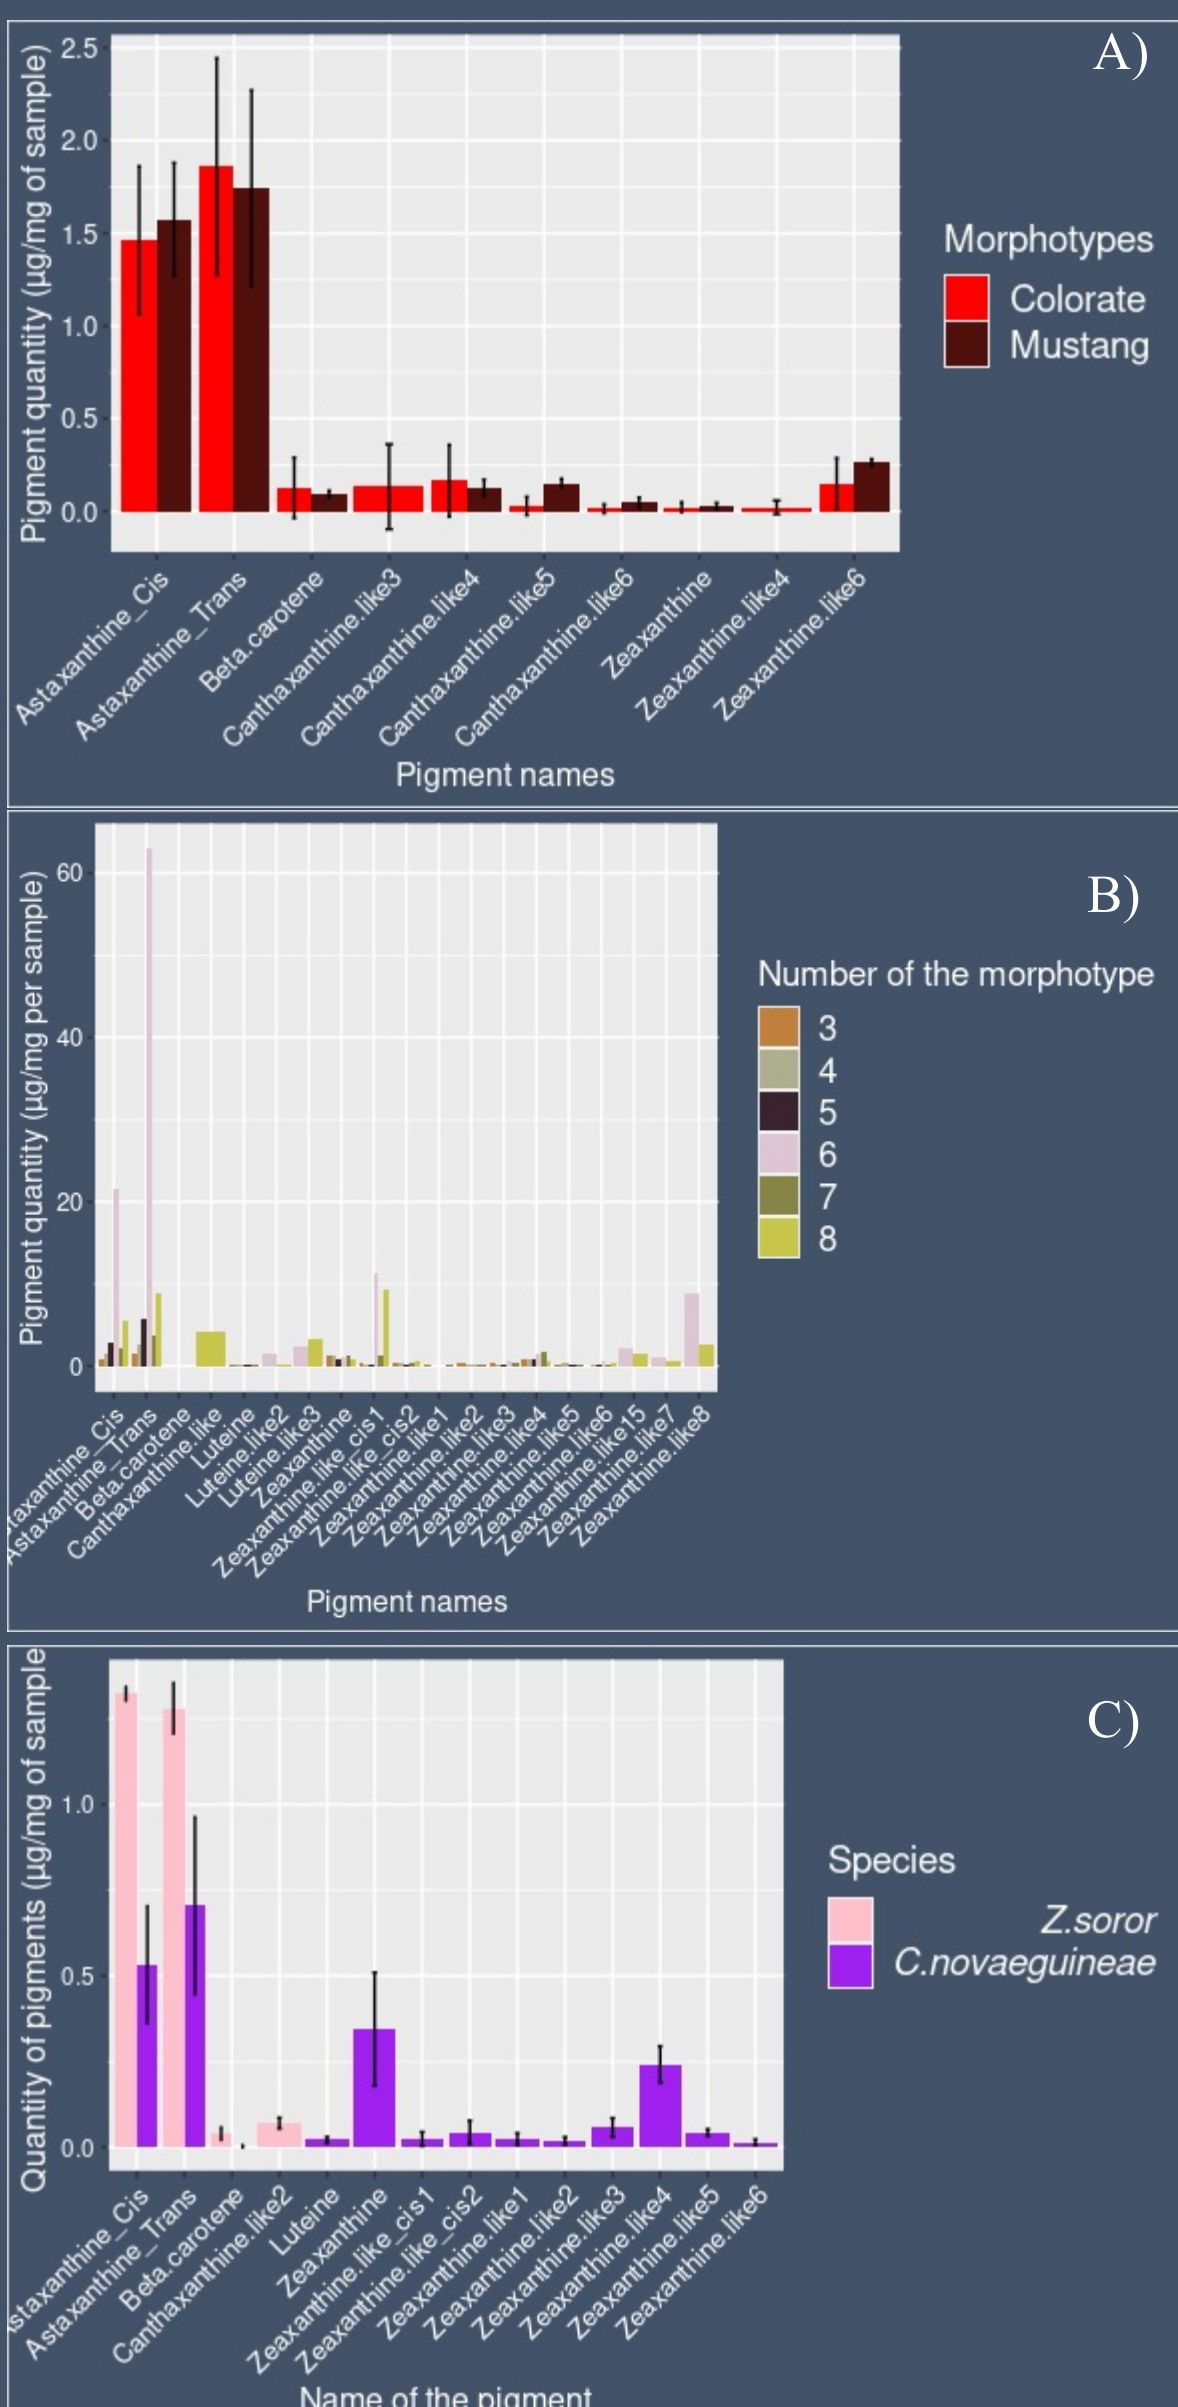 A)
Pigment quantity (µg/mg of sample)
2.5
2.0
1.5
1.0
0.5
0.0
Morphotypes
Colorate
Mustang
Astaxanthine_Cis
Astaxanthine_Trans
Beta.carotene
Canthaxanthine.like3
Canthaxanthine.like4
Canthaxanthine.like5
Canthaxanthine.like6
Zeaxanthine
Zeaxanthine.like4
Zeaxanthine.like6
Pigment names
B)
Pigment quantity (µg/mg per sample)
60
40
20
0
Number of the morphotype
3
4
5
6
7
8
staxanthine_Cis
Astaxanthine_Trans
Beta.carotene
Canthaxanthine.like
Luteine
Luteine.like2
Luteine.like3
Zeaxanthine
Zeaxanthine.like_cis1
Zeaxanthine.like_cis2
Zeaxanthine.like1
Zeaxanthine.like2
Zeaxanthine.like3
Zeaxanthine.like4
Zeaxanthine.like5
Zeaxanthine.like6
Zeaxanthine.like15
Zeaxanthine.like7
Zeaxanthine.like8
Pigment names
C)
Quantity of pigments (µg/mg of sample
1.0
0.5
0.0
Species
Z.soror
C.novaeguineae
staxanthine_Cis
Astaxanthine_Trans
Beta.carotene
Canthaxanthine.like2
Luteine
Zeaxanthine
Zeaxanthine.like_cis1
Zeaxanthine.like_cis2
Zeaxanthine.like1
Zeaxanthine.like2
Zeaxanthine.like3
Zeaxanthine.like4
Zeaxanthine.like5
Zeaxanthine.like6
Name of the pigment